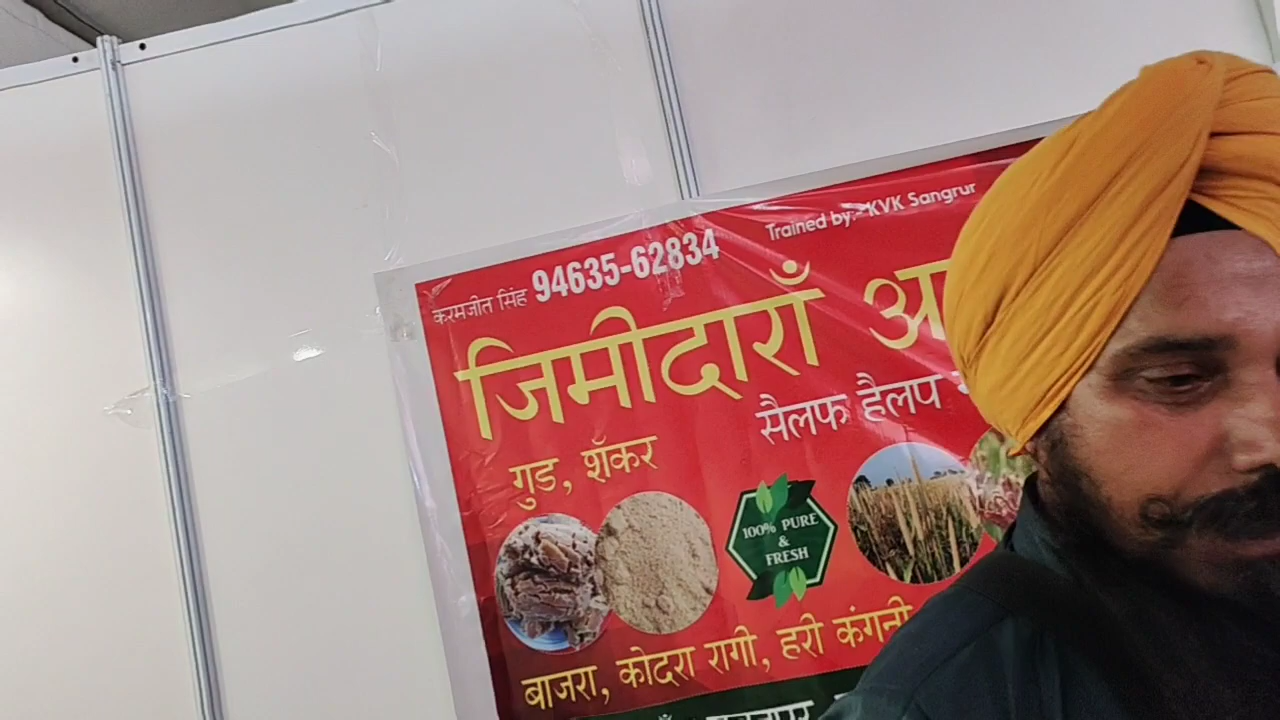 करमजीत सिंह 94635-62834
Trained by:- KVK Sangrur
जिमीदाराँ
सैलफ हैलप
गुड, शॅकर
100% PURE
&
FRESH
बाजरा, कोदरा रागी, हरी कंगनी